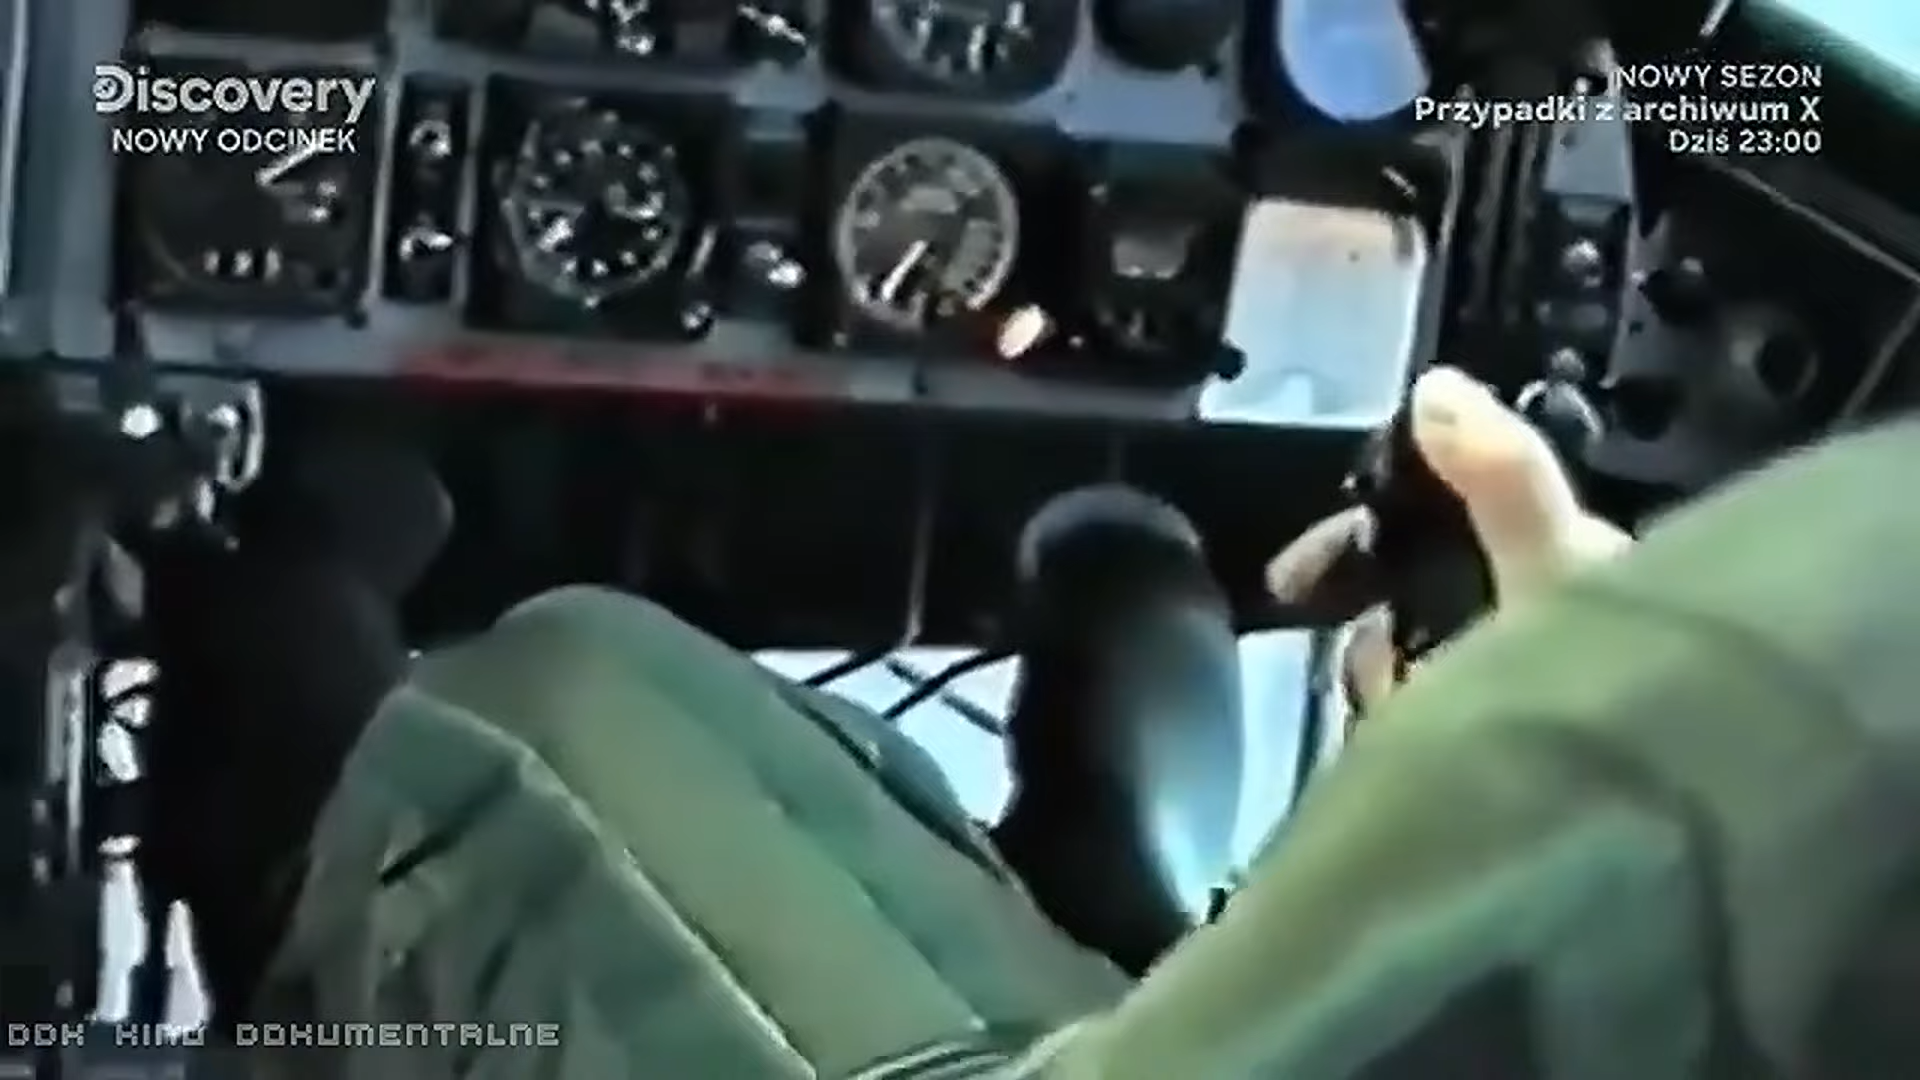 Discovery
NOWY ODCINEK
NOWY SEZON
Przypadki z archiwum X
Dziś 23:00
DDK KINO DOKUMENTALNE